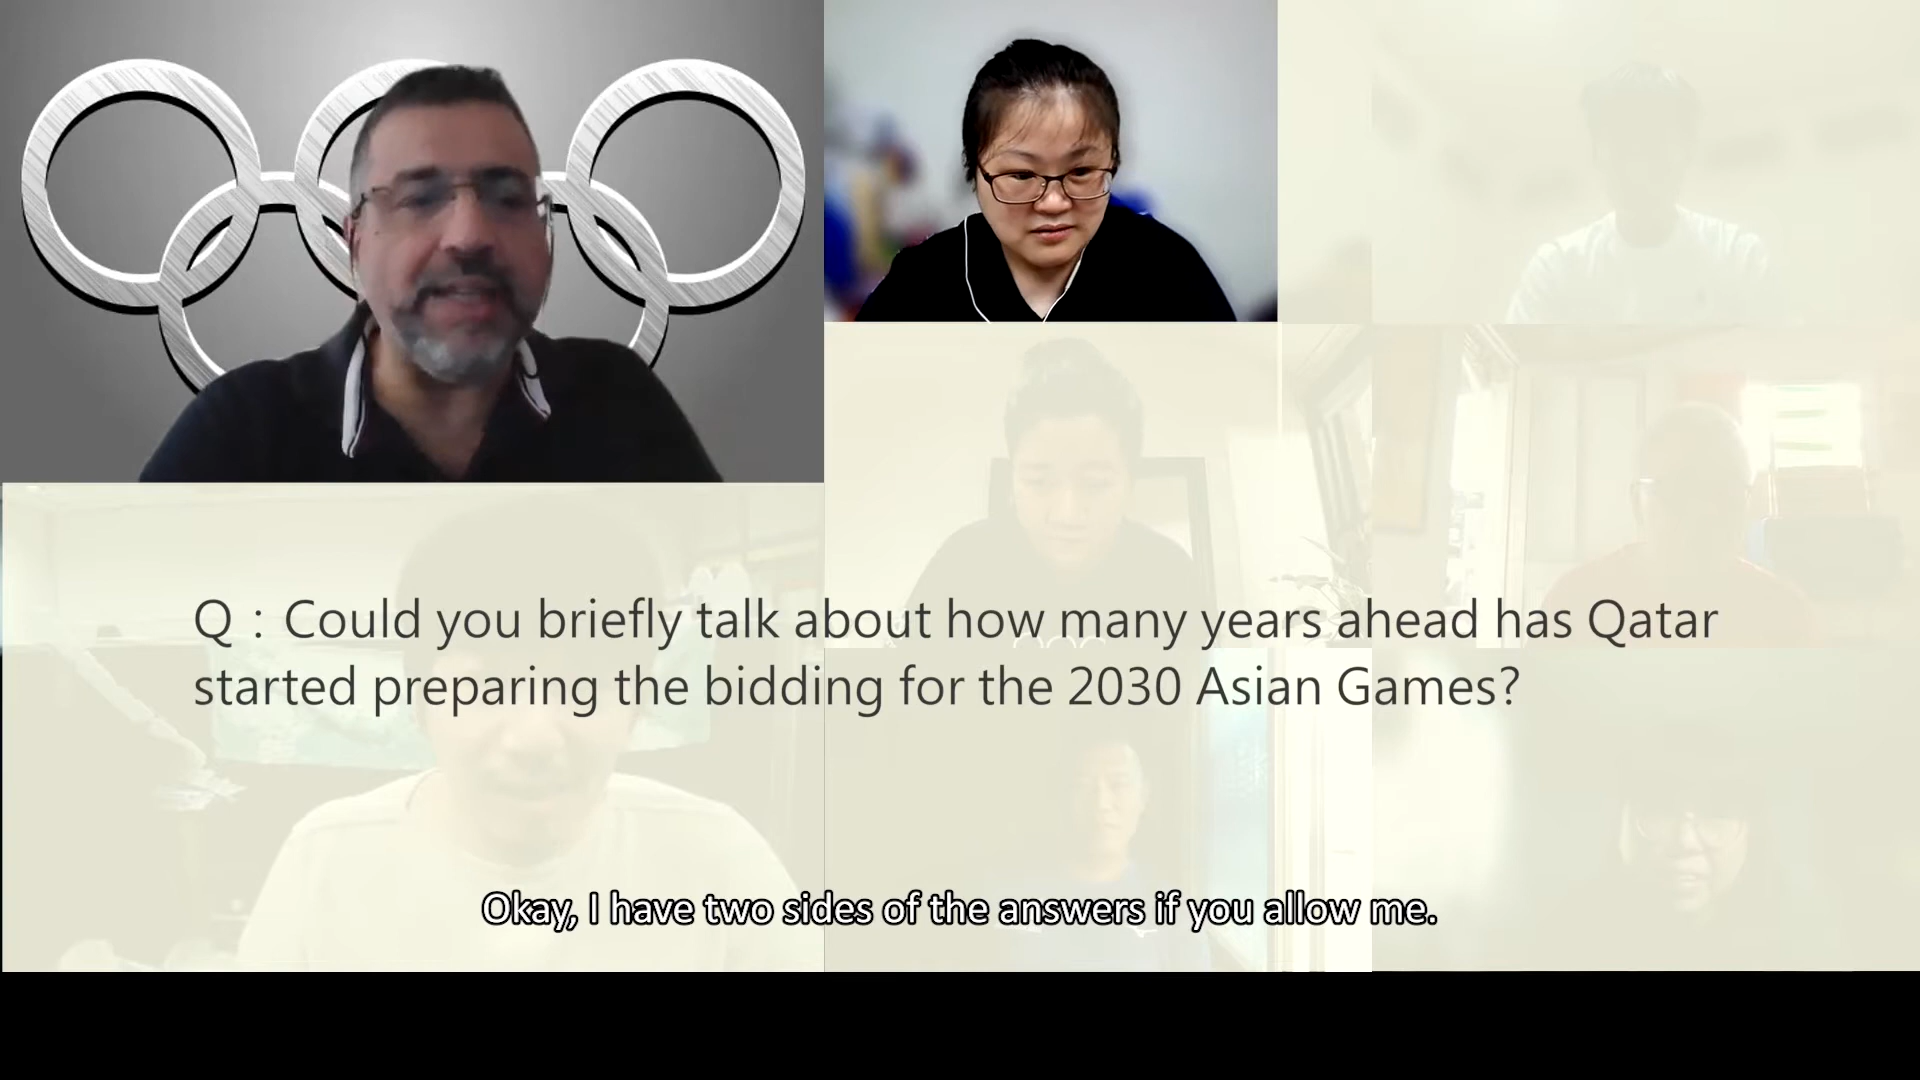 Q：Could you briefly talk about how many years ahead has Qatar
started preparing the bidding for the 2030 Asian Games?
Okay, I have two sides of the answers if you allow me.